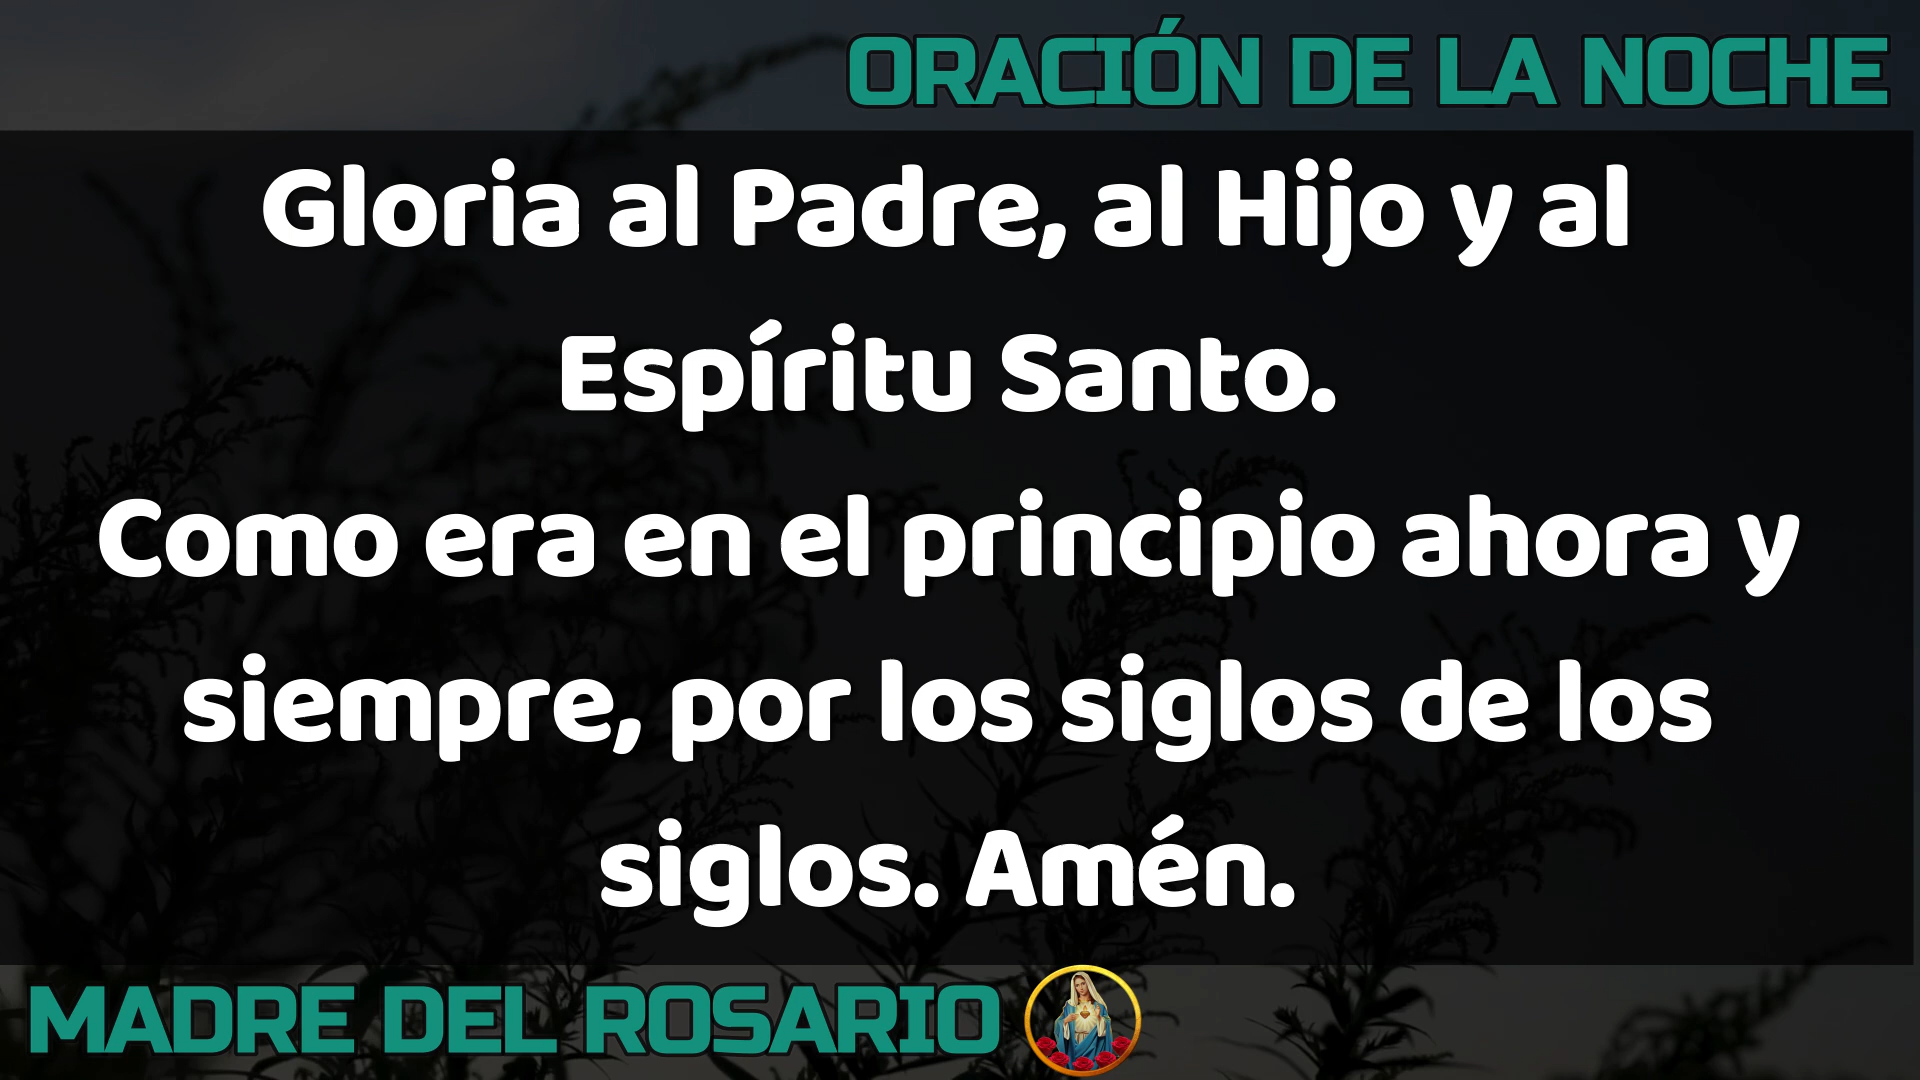 ORACIÓN DE LA NOCHE
Gloria al Padre, al Hijo y al
Espíritu Santo.
Como era en el principio ahora y
siempre, por los siglos de los
siglos. Amén.
MADRE DEL ROSARIO